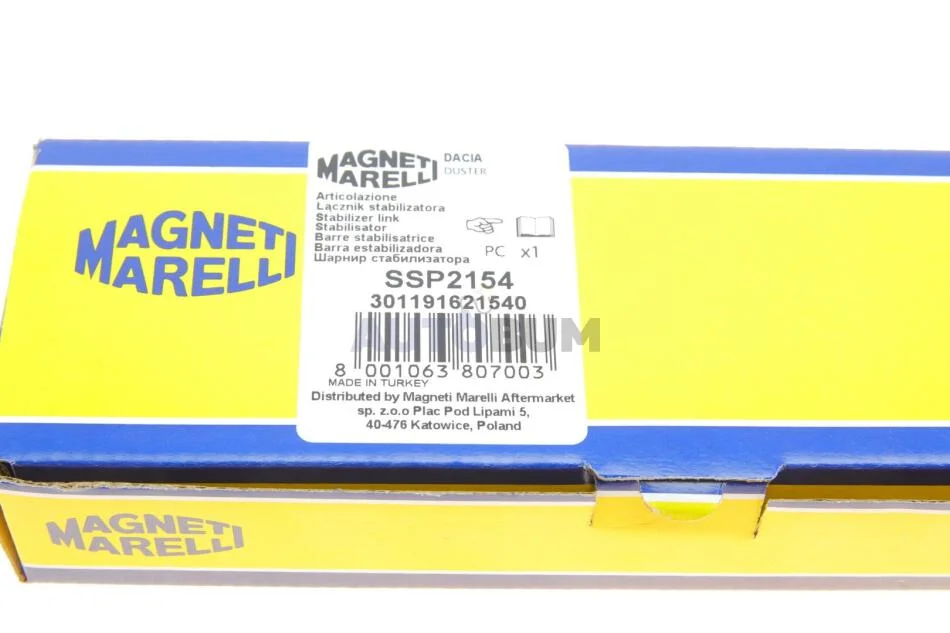 MAGNETI
MARELLI
DACIA
DUSTER
Articolazione
Łącznik stabilizatora
Stabilizer link
Stabilisator
Barre stabilisatrice
Barra estabilizadora
Шарнир стабилизатора
PC x1
SSP2154
301191621540
AUTOBUM
8 001063 807003
MADE IN TURKEY
Distributed by Magneti Marelli Aftermarket
sp. z.o.o Plac Pod Lipami 5,
40-476 Katowice, Poland
MAGNETI
MARELLI
MAGNETI
MARELLI